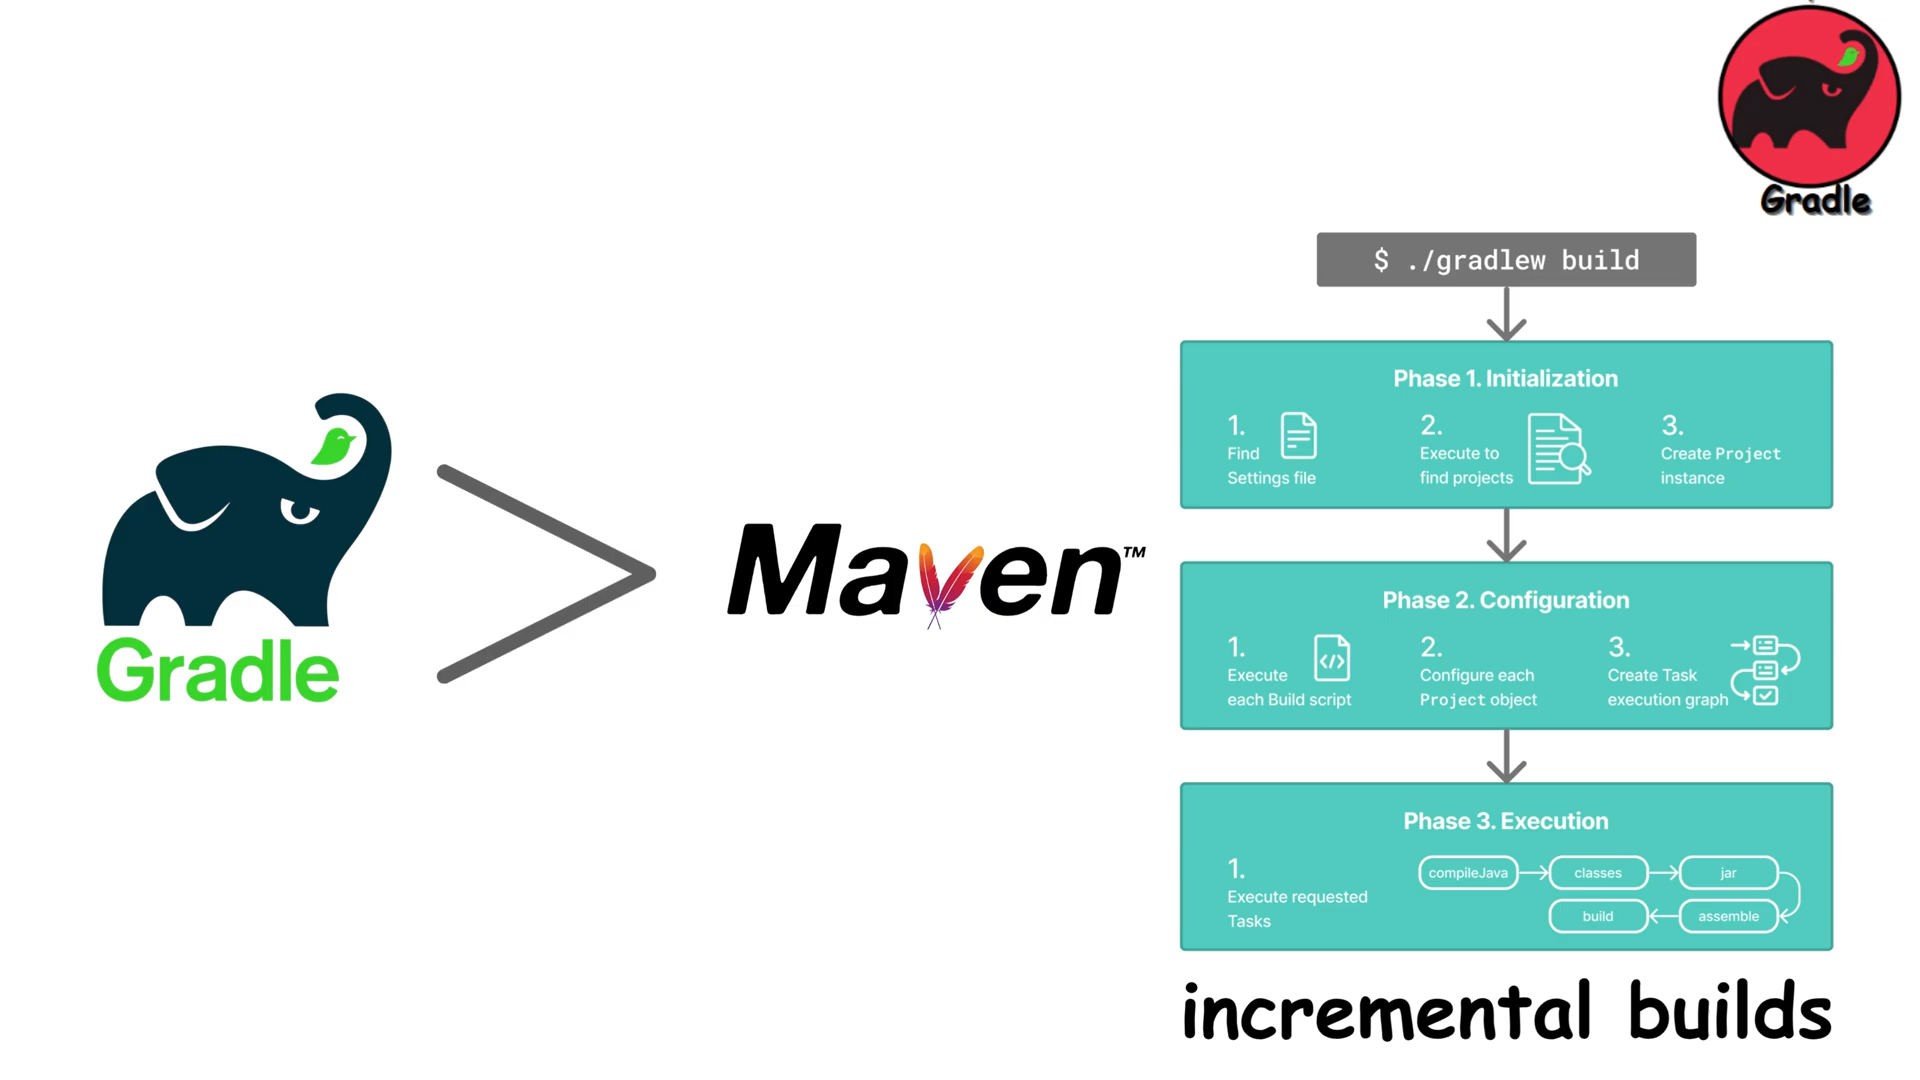 Gradle
Gradle
Maven™
$ ./gradlew build
Phase 1. Initialization
1.
Find
Settings file
2.
Execute to
find projects
3.
Create Project
instance
Phase 2. Configuration
1.
Execute
each Build script
2.
Configure each
Project object
3.
Create Task
execution graph
Phase 3. Execution
1.
Execute requested
Tasks
compileJava
classes
jar
assemble
build
incremental builds